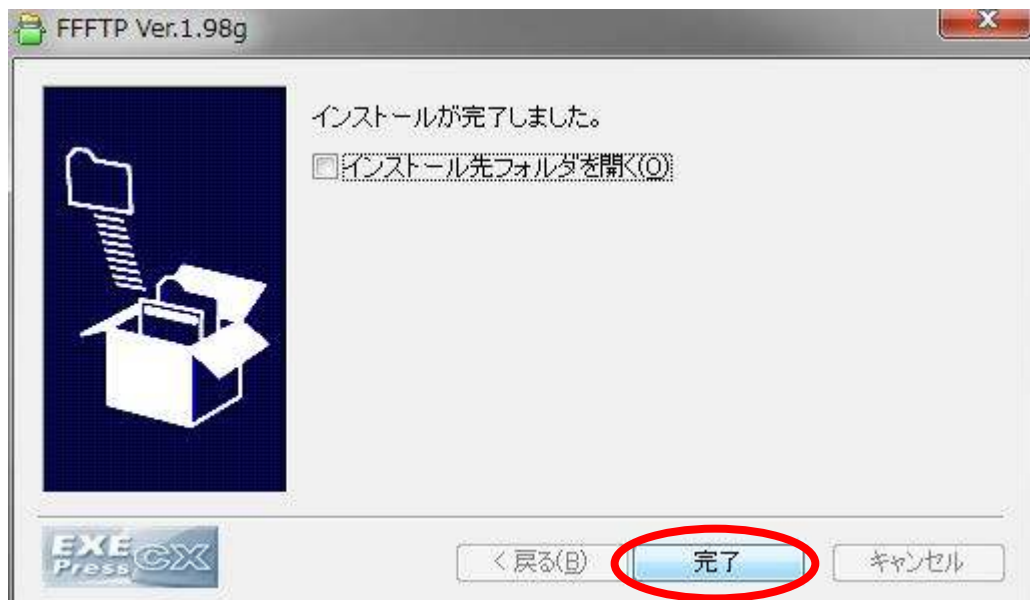 FFFTP Ver.1.98g
インストールが完了しました。
インストール先フォルダを開く(O)
EXE
Press CX
< 戻る(B)
完了
キャンセル